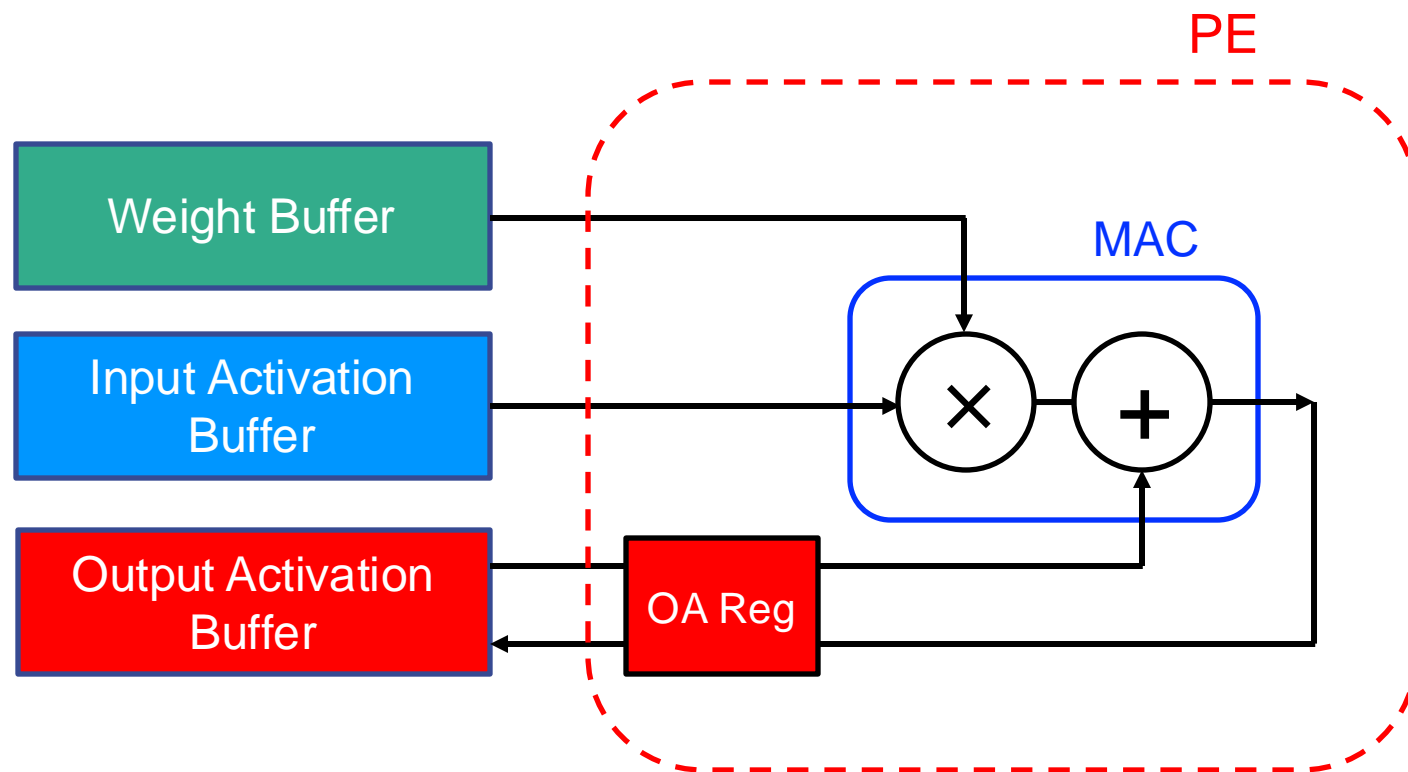 PE
Weight Buffer
MAC
Input Activation
Buffer
×
+
Output Activation
Buffer
OA Reg